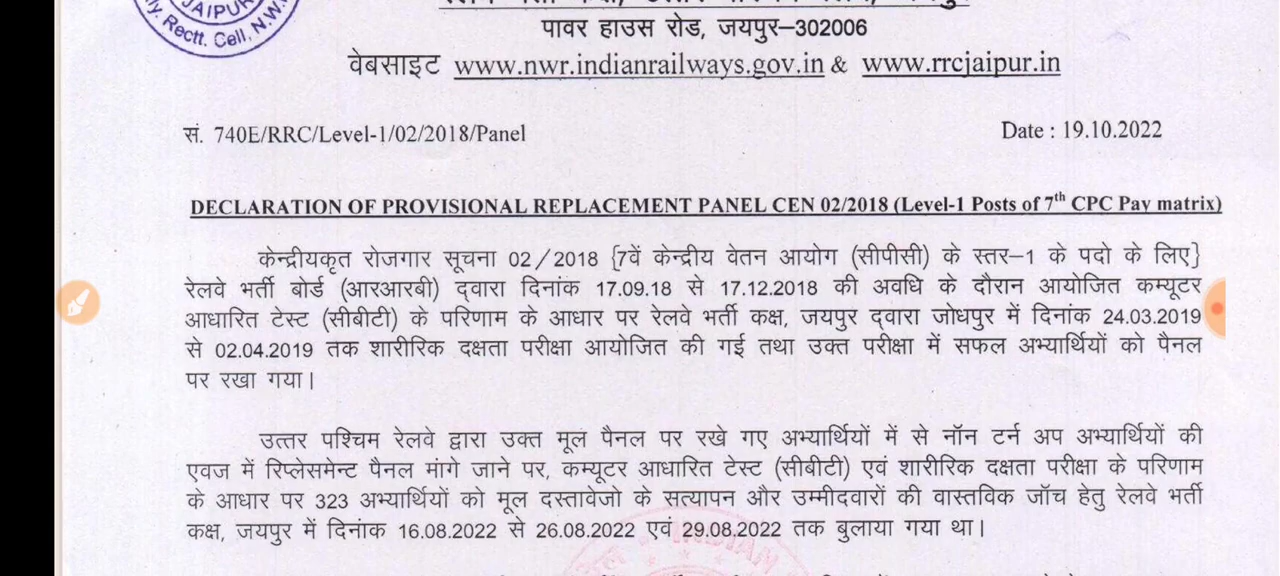 JAIPUR
Rly. Rectt. Cell, N.W.
पावर हाउस रोड, जयपुर–302006
वेबसाइट www.nwr.indianrailways.gov.in & www.rrcjaipur.in
सं. 740E/RRC/Level-1/02/2018/Panel Date : 19.10.2022
DECLARATION OF PROVISIONAL REPLACEMENT PANEL CEN 02/2018 (Level-1 Posts of 7th CPC Pay matrix)
केन्द्रीयकृत रोजगार सूचना 02/2018 {7वें केन्द्रीय वेतन आयोग (सीपीसी) के स्तर–1 के पदो के लिए}
रेलवे भर्ती बोर्ड (आरआरबी) द्वारा दिनांक 17.09.18 से 17.12.2018 की अवधि के दौरान आयोजित कम्यूटर
आधारित टेस्ट (सीबीटी) के परिणाम के आधार पर रेलवे भर्ती कक्ष, जयपुर द्वारा जोधपुर में दिनांक 24.03.2019
से 02.04.2019 तक शारीरिक दक्षता परीक्षा आयोजित की गई तथा उक्त परीक्षा में सफल अभ्यार्थियों को पैनल
पर रखा गया।
उत्तर पश्चिम रेलवे द्वारा उक्त मूल पैनल पर रखे गए अभ्यार्थियों में से नॉन टर्न अप अभ्यार्थियों की
एवज में रिप्लेसमेन्ट पैनल मांगे जाने पर, कम्यूटर आधारित टेस्ट (सीबीटी) एवं शारीरिक दक्षता परीक्षा के परिणाम
के आधार पर 323 अभ्यार्थियों को मूल दस्तावेजो के सत्यापन और उम्मीदवारों की वास्तविक जॉच हेतु रेलवे भर्ती
कक्ष, जयपुर में दिनांक 16.08.2022 से 26.08.2022 एवं 29.08.2022 तक बुलाया गया था।
INDIAN